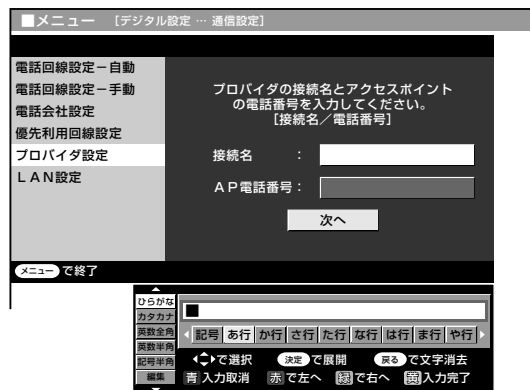 ■メニュー [デジタル設定 … 通信設定]
電話回線設定－自動
電話回線設定－手動
電話会社設定
優先利用回線設定
プロバイダ設定
ＬＡＮ設定
プロバイダの接続名とアクセスポイント
の電話番号を入力してください。
[接続名／電話番号]
接続名 ：
ＡＰ電話番号：
次へ
メニュー で終了
ひらがな
カタカナ
英数全角
英数半角
記号半角
編集
記号 あ行 か行 さ行 た行 な行 は行 ま行 や行
で選択 決定 で展開 戻る で文字消去
青 入力取消 赤 で左へ 緑 で右へ 黄 入力完了